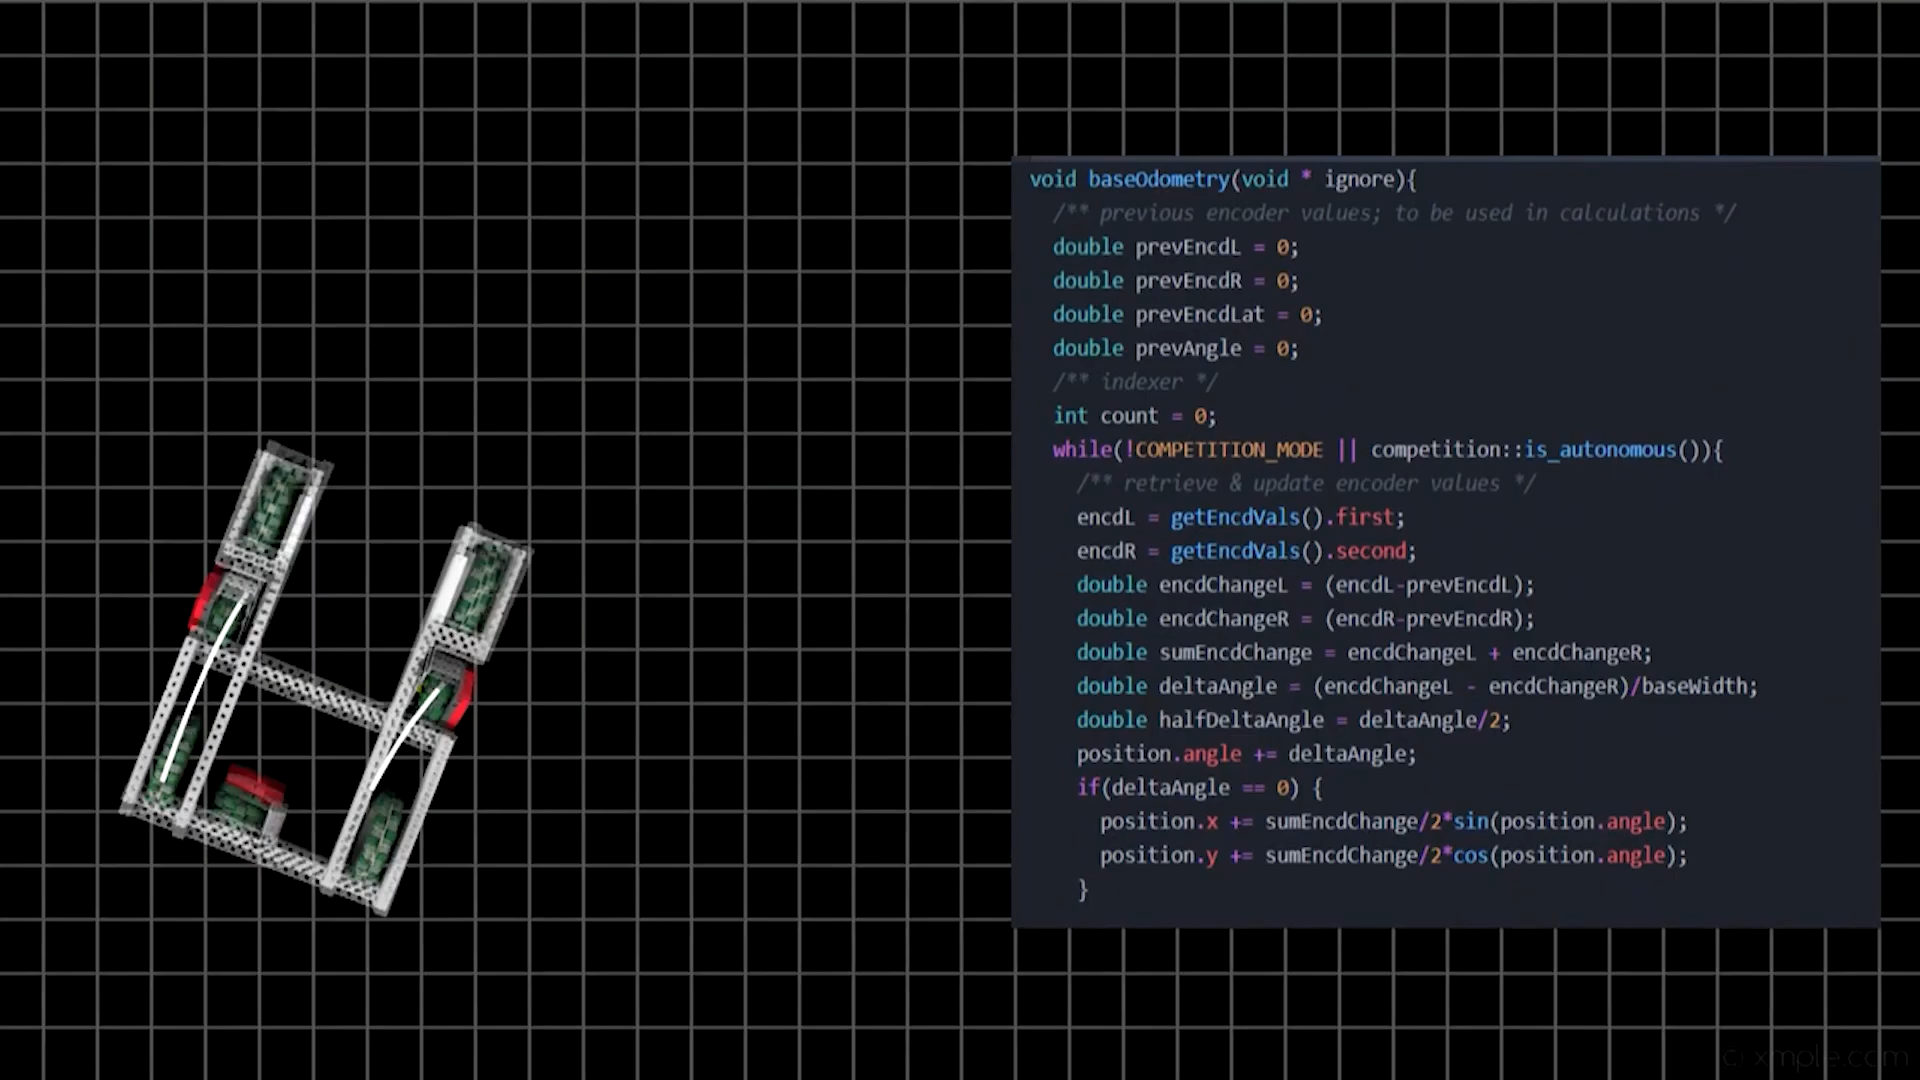 void baseOdometry(void * ignore){
/** previous encoder values; to be used in calculations */
double prevEncdL = 0;
double prevEncdR = 0;
double prevEncdLat = 0;
double prevAngle = 0;
/** indexer */
int count = 0;
while(!COMPETITION_MODE || competition::is_autonomous()){
/** retrieve & update encoder values */
encdL = getEncdVals().first;
encdR = getEncdVals().second;
double encdChangeL = (encdL-prevEncdL);
double encdChangeR = (encdR-prevEncdR);
double sumEncdChange = encdChangeL + encdChangeR;
double deltaAngle = (encdChangeL - encdChangeR)/baseWidth;
double halfDeltaAngle = deltaAngle/2;
position.angle += deltaAngle;
if(deltaAngle == 0) {
position.x += sumEncdChange/2*sin(position.angle);
position.y += sumEncdChange/2*cos(position.angle);
}